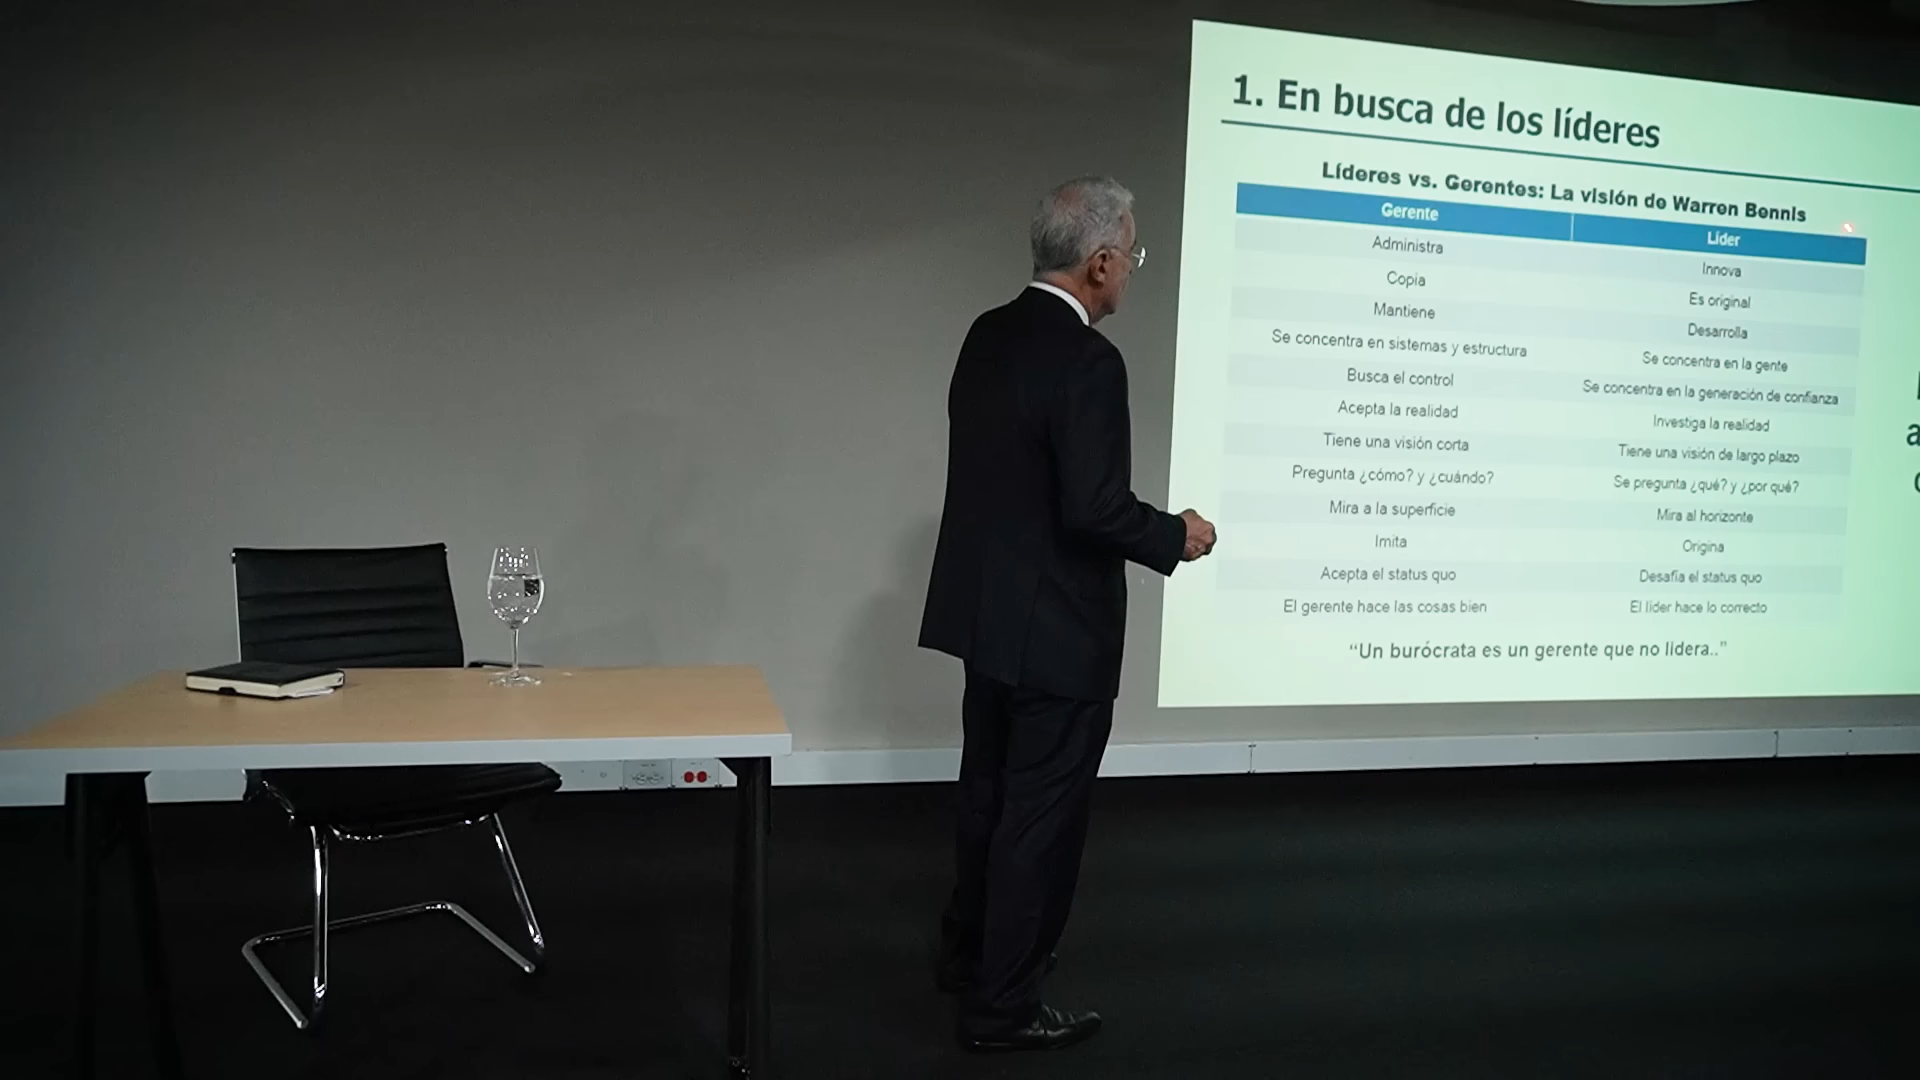 1. En busca de los líderes
Líderes vs. Gerentes: La visión de Warren Bennis
Gerente Líder
Administra Innova
Copia Es original
Mantiene Desarrolla
Se concentra en sistemas y estructura Se concentra en la gente
Busca el control Se concentra en la generación de confianza
Acepta la realidad Investiga la realidad
Tiene una visión corta Tiene una visión de largo plazo
Pregunta ¿cómo? y ¿cuándo? Se pregunta ¿qué? y ¿por qué?
Mira a la superficie Mira al horizonte
Imita Origina
Acepta el status quo Desafía el status quo
El gerente hace las cosas bien El líder hace lo correcto
“Un burócrata es un gerente que no lidera..”